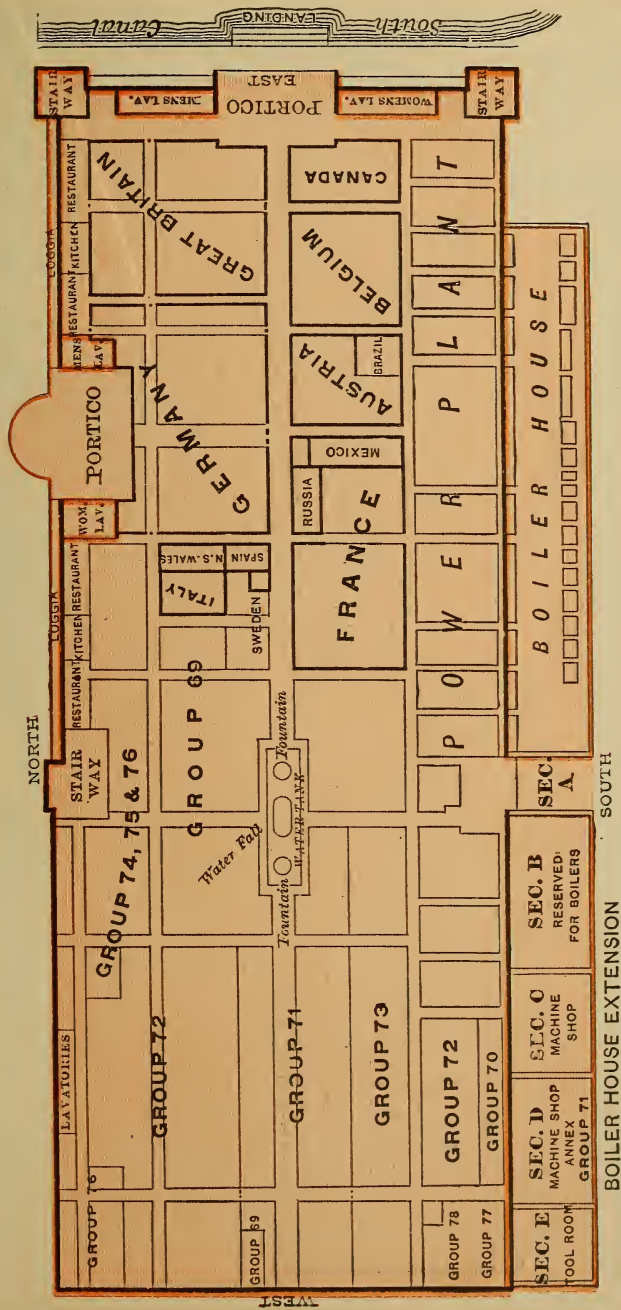 South
LANDING
Canal
STAIR
WAY
MENS LAV.
PORTICO
EAST
WOMENS LAV.
STAIR
WAY
LOGGIA
RESTAURANT
KITCHEN
RESTAURANT
GREAT BRITAIN
CANADA
BELGIUM
MENS
LAV.
PORTICO
WOM.
LAV.
GERMANY
AUSTRIA
BRAZIL
MEXICO
RUSSIA
FRANCE
POWER PLANT
BOILER HOUSE
LOGGIA
RESTAURANT
KITCHEN
RESTAURANT
N.S. WALES
SPAIN
ITALY
SWEDEN
NORTH
STAIR
WAY
GROUP 74, 75 & 76
GROUP 69
Water Fall
Fountain
WATER TANK
Fountain
SEC.
A.
SOUTH
SEC. B
RESERVED
FOR BOILERS
LAVATORIES
GROUP 72
GROUP 71
GROUP 73
GROUP 72
GROUP 70
SEC. C
MACHINE
SHOP
SEC. D
MACHINE SHOP
ANNEX
GROUP 71
BOILER HOUSE EXTENSION
GROUP 76
GROUP 69
GROUP 78
GROUP 77
SEC. E
TOOL ROOM
WEST